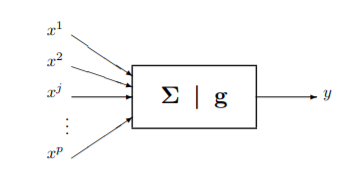 x¹
x²
xʲ
Σ | g
y
⋮
xᵖ